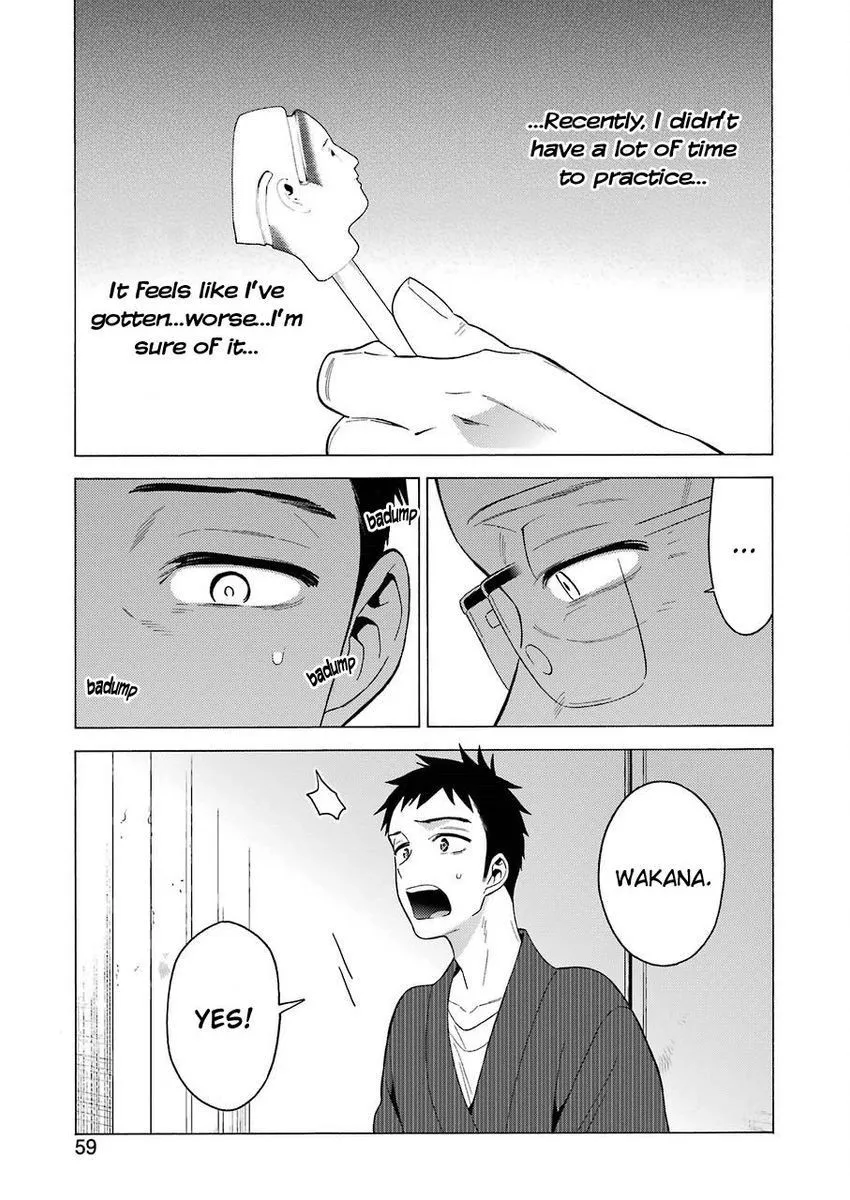 ...Recently, I didn't
have a lot of time
to practice...
It feels like I've
gotten...worse...I'm
sure of it...
...
badump
badump
badump
WAKANA.
YES!
59